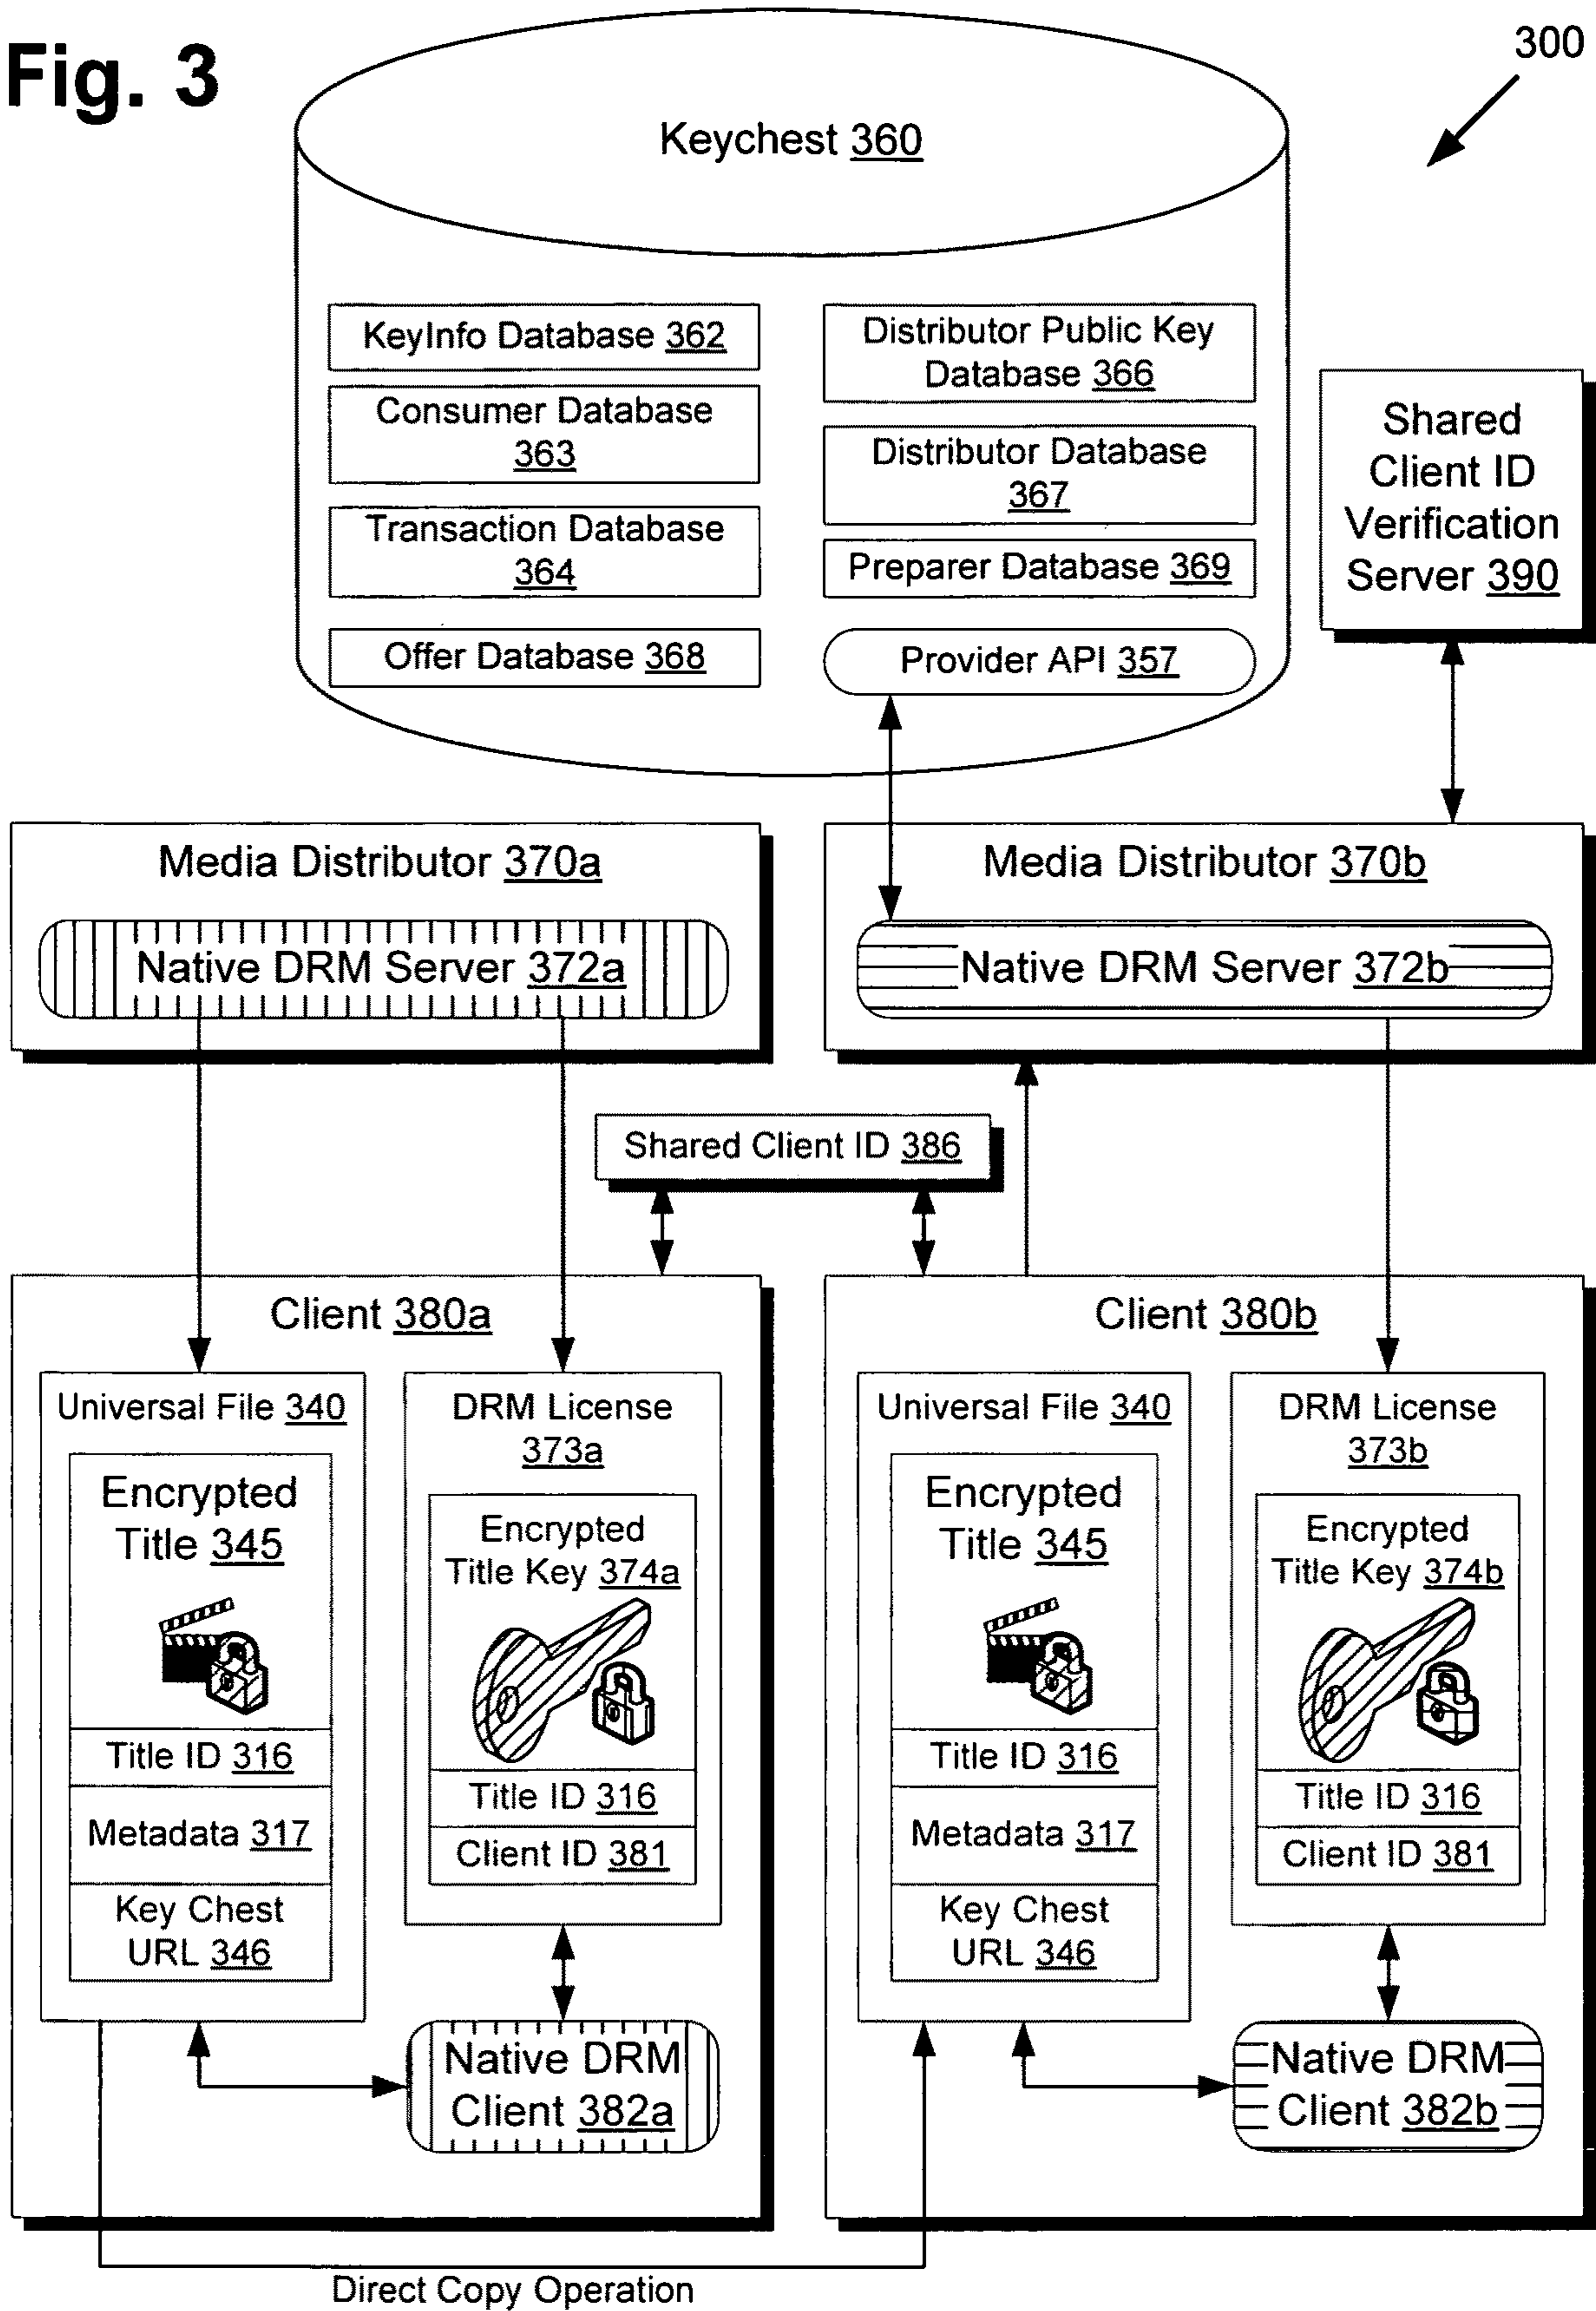 Fig. 3
300
Keychest 360
KeyInfo Database 362
Consumer Database
363
Transaction Database
364
Offer Database 368
Distributor Public Key
Database 366
Distributor Database
367
Preparer Database 369
Provider API 357
Shared
Client ID
Verification
Server 390
Media Distributor 370a
Native DRM Server 372a
Media Distributor 370b
Native DRM Server 372b
Shared Client ID 386
Client 380a
Universal File 340
Encrypted
Title 345
Title ID 316
Metadata 317
Key Chest
URL 346
DRM License
373a
Encrypted
Title Key 374a
Title ID 316
Client ID 381
Native DRM
Client 382a
Client 380b
Universal File 340
Encrypted
Title 345
Title ID 316
Metadata 317
Key Chest
URL 346
DRM License
373b
Encrypted
Title Key 374b
Title ID 316
Client ID 381
Native DRM
Client 382b
Direct Copy Operation